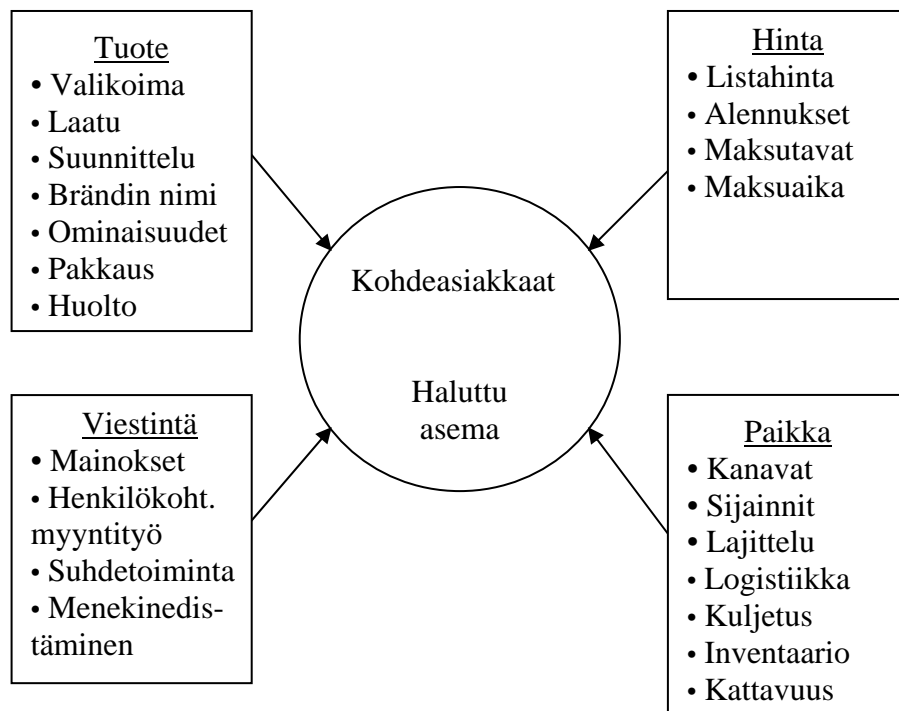 Tuote
• Valikoima
• Laatu
• Suunnittelu
• Brändin nimi
• Ominaisuudet
• Pakkaus
• Huolto
Hinta
• Listahinta
• Alennukset
• Maksutavat
• Maksuaika
Kohdeasiakkaat
Haluttu
asema
Viestintä
• Mainokset
• Henkilökoht.
myyntityö
• Suhdetoiminta
• Menekinedis-
täminen
Paikka
• Kanavat
• Sijainnit
• Lajittelu
• Logistiikka
• Kuljetus
• Inventaario
• Kattavuus